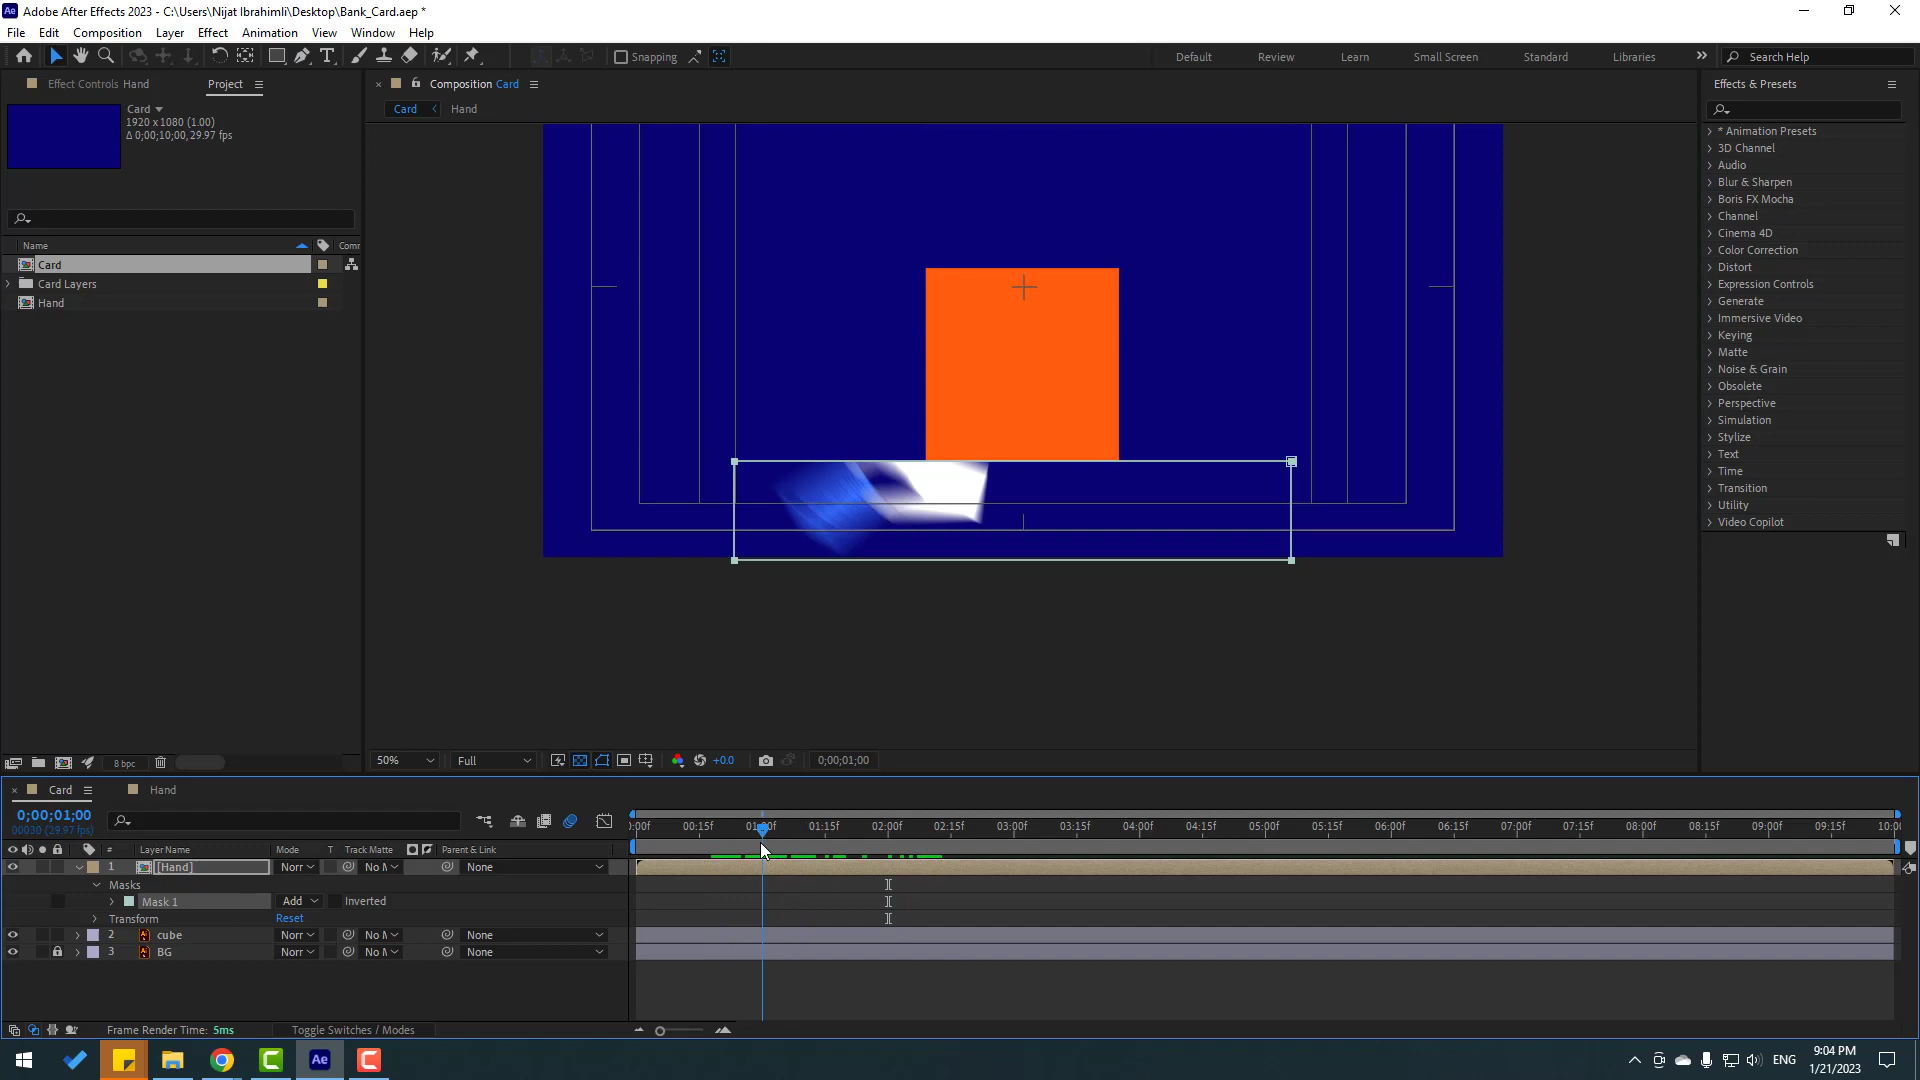 Adobe After Effects 2023 - C:\Users\Nijat Ibrahimli\Desktop\Bank_Card.aep *
File Edit Composition Layer Effect Animation View Window Help
Snapping Default Review Learn Small Screen Standard Libraries Search Help
Effect Controls Hand Project
Composition Card
Effects & Presets
Card
1920 x 1080 (1.00)
Δ 0;00;10;00, 29.97 fps
Card Hand
Name Comr
Card
Card Layers
Hand
* Animation Presets
3D Channel
Audio
Blur & Sharpen
Boris FX Mocha
Channel
Cinema 4D
Color Correction
Distort
Expression Controls
Generate
Immersive Video
Keying
Matte
Noise & Grain
Obsolete
Perspective
Simulation
Stylize
Text
Time
Transition
Utility
Video Copilot
8 bpc
50% Full +0.0 0;00;01;00
Card Hand
0;00;01;00
00030 (29.97 fps)
):00f 00:15f 01:00f 01:15f 02:00f 02:15f 03:00f 03:15f 04:00f 04:15f 05:00f 05:15f 06:00f 06:15f 07:00f 07:15f 08:00f 08:15f 09:00f 09:15f 10:0
# Layer Name Mode T Track Matte Parent & Link
1 [Hand] Norr No M None
Masks
Mask 1 Add Inverted
Transform Reset
2 cube Norr No M None
3 BG Norr No M None
Frame Render Time: 5ms Toggle Switches / Modes
ENG
9:04 PM
1/21/2023